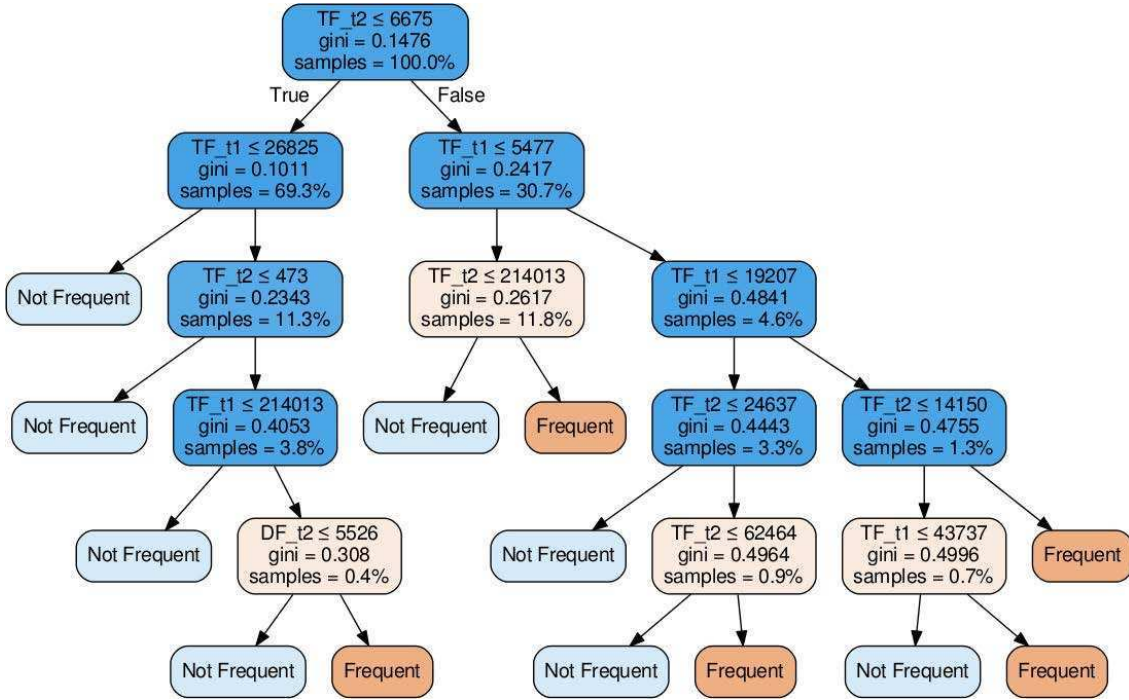 TF_t2 ≤ 6675
gini = 0.1476
samples = 100.0%
True
False
TF_t1 ≤ 26825
gini = 0.1011
samples = 69.3%
TF_t1 ≤ 5477
gini = 0.2417
samples = 30.7%
Not Frequent
TF_t2 ≤ 473
gini = 0.2343
samples = 11.3%
TF_t2 ≤ 214013
gini = 0.2617
samples = 11.8%
TF_t1 ≤ 19207
gini = 0.4841
samples = 4.6%
Not Frequent
TF_t1 ≤ 214013
gini = 0.4053
samples = 3.8%
Not Frequent
Frequent
TF_t2 ≤ 24637
gini = 0.4443
samples = 3.3%
TF_t2 ≤ 14150
gini = 0.4755
samples = 1.3%
Not Frequent
DF_t2 ≤ 5526
gini = 0.308
samples = 0.4%
Not Frequent
TF_t2 ≤ 62464
gini = 0.4964
samples = 0.9%
TF_t1 ≤ 43737
gini = 0.4996
samples = 0.7%
Frequent
Not Frequent
Frequent
Not Frequent
Frequent
Not Frequent
Frequent